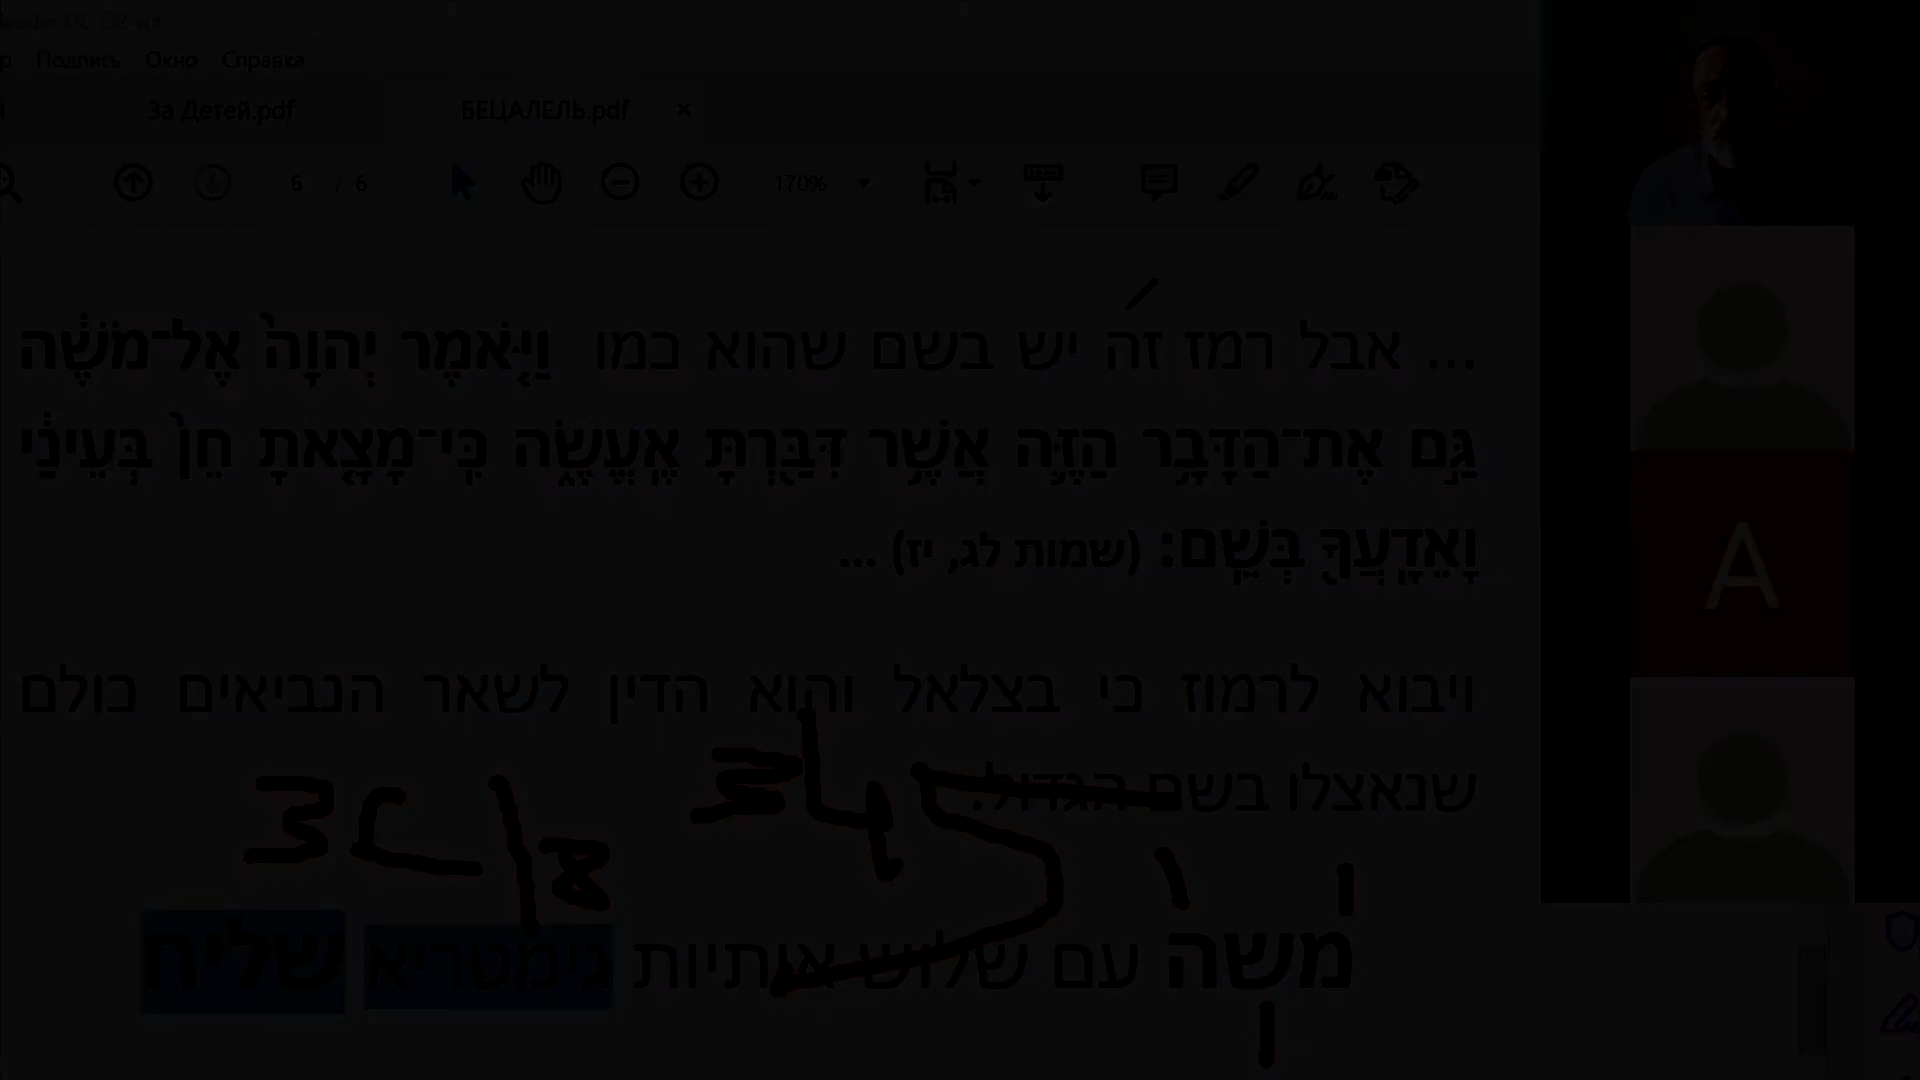 Подпись Окно Справка
За Детей.pdf БЕЦАЛЕЛЬ.pdf ×
6 / 6 170%
... אבל רמז זה יש בשם שהוא כמו וַיֹּ֤אמֶר יְהוָה֙ אֶל־מֹשֶׁ֔ה
גַּ֣ם אֶת־הַדָּבָ֥ר הַזֶּ֛ה אֲשֶׁ֥ר דִּבַּ֖רְתָּ אֶֽעֱשֶׂ֑ה כִּֽי־מָצָ֤אתָ חֵן֙ בְּעֵינַ֔י
וָאֵדָעֲךָ֖ בְּשֵֽׁם: (שמות לג, יז) ...
ויבוא לרמוז כי בצלאל והוא הדין לשאר הנביאים כולם
שנאצלו בשם הגדול.
345
משה עם שלוש אותיות גימטריא שליח
A